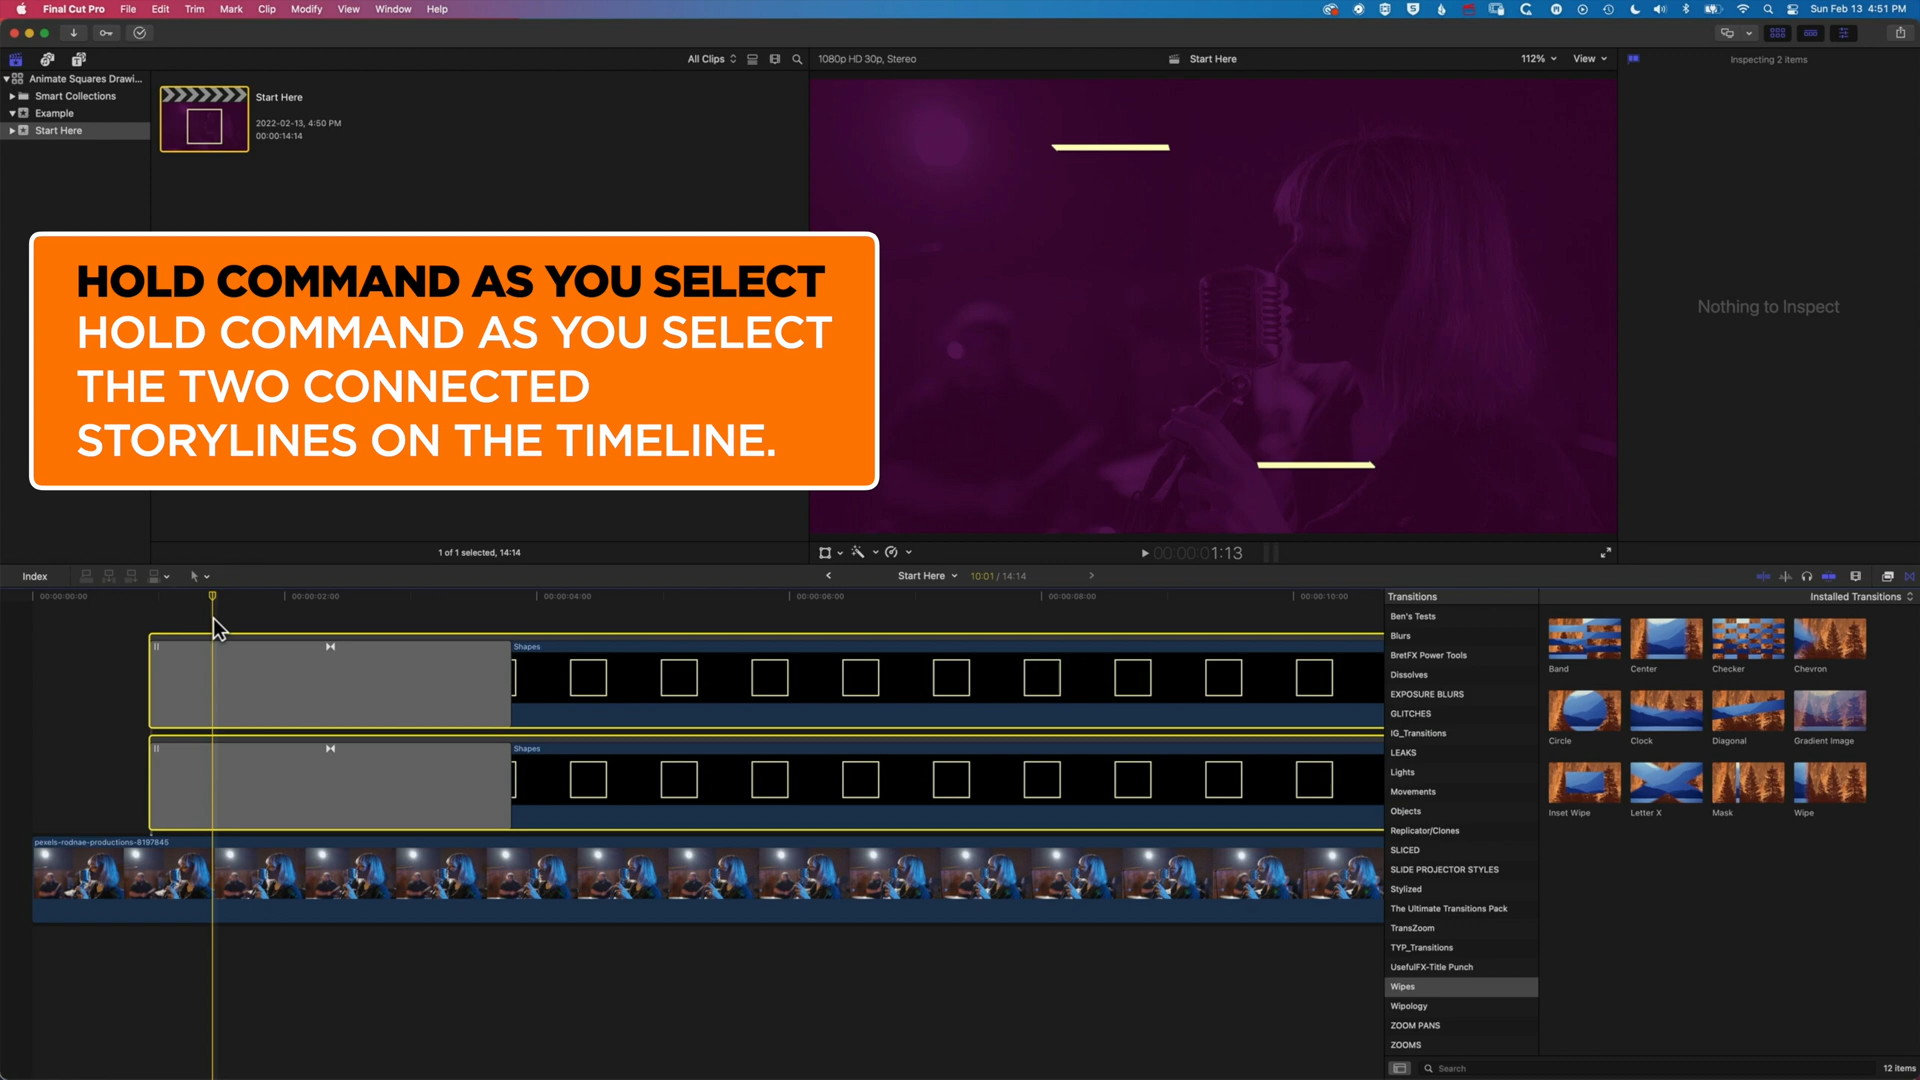 Final Cut Pro File Edit Trim Mark Clip Modify View Window Help
Sun Feb 13 4:51 PM
All Clips
1080p HD 30p, Stereo
Start Here
112%
View
Inspecting 2 items
Animate Squares Drawi...
Smart Collections
Example
Start Here
Start Here
2022-02-13, 4:50 PM
00:00:14:14
HOLD COMMAND AS YOU SELECT
HOLD COMMAND AS YOU SELECT
THE TWO CONNECTED
STORYLINES ON THE TIMELINE.
Nothing to Inspect
1 of 1 selected, 14:14
00:00:01:13
Index
Start Here
10:01 / 14:14
00:00:00:00
00:00:02:00
00:00:04:00
00:00:06:00
00:00:08:00
00:00:10:00
Shapes
Shapes
pexels-rodnae-productions-8197845
Transitions
Installed Transitions
Ben's Tests
Blurs
BretFX Power Tools
Dissolves
EXPOSURE BLURS
GLITCHES
IG_Transitions
LEAKS
Lights
Movements
Objects
Replicator/Clones
SLICED
SLIDE PROJECTOR STYLES
Stylized
The Ultimate Transitions Pack
TransZoom
TYP_Transitions
UsefulFX-Title Punch
Wipes
Wipology
ZOOM PANS
ZOOMS
Band
Center
Checker
Chevron
Circle
Clock
Diagonal
Gradient Image
Inset Wipe
Letter X
Mask
Wipe
Search
12 items